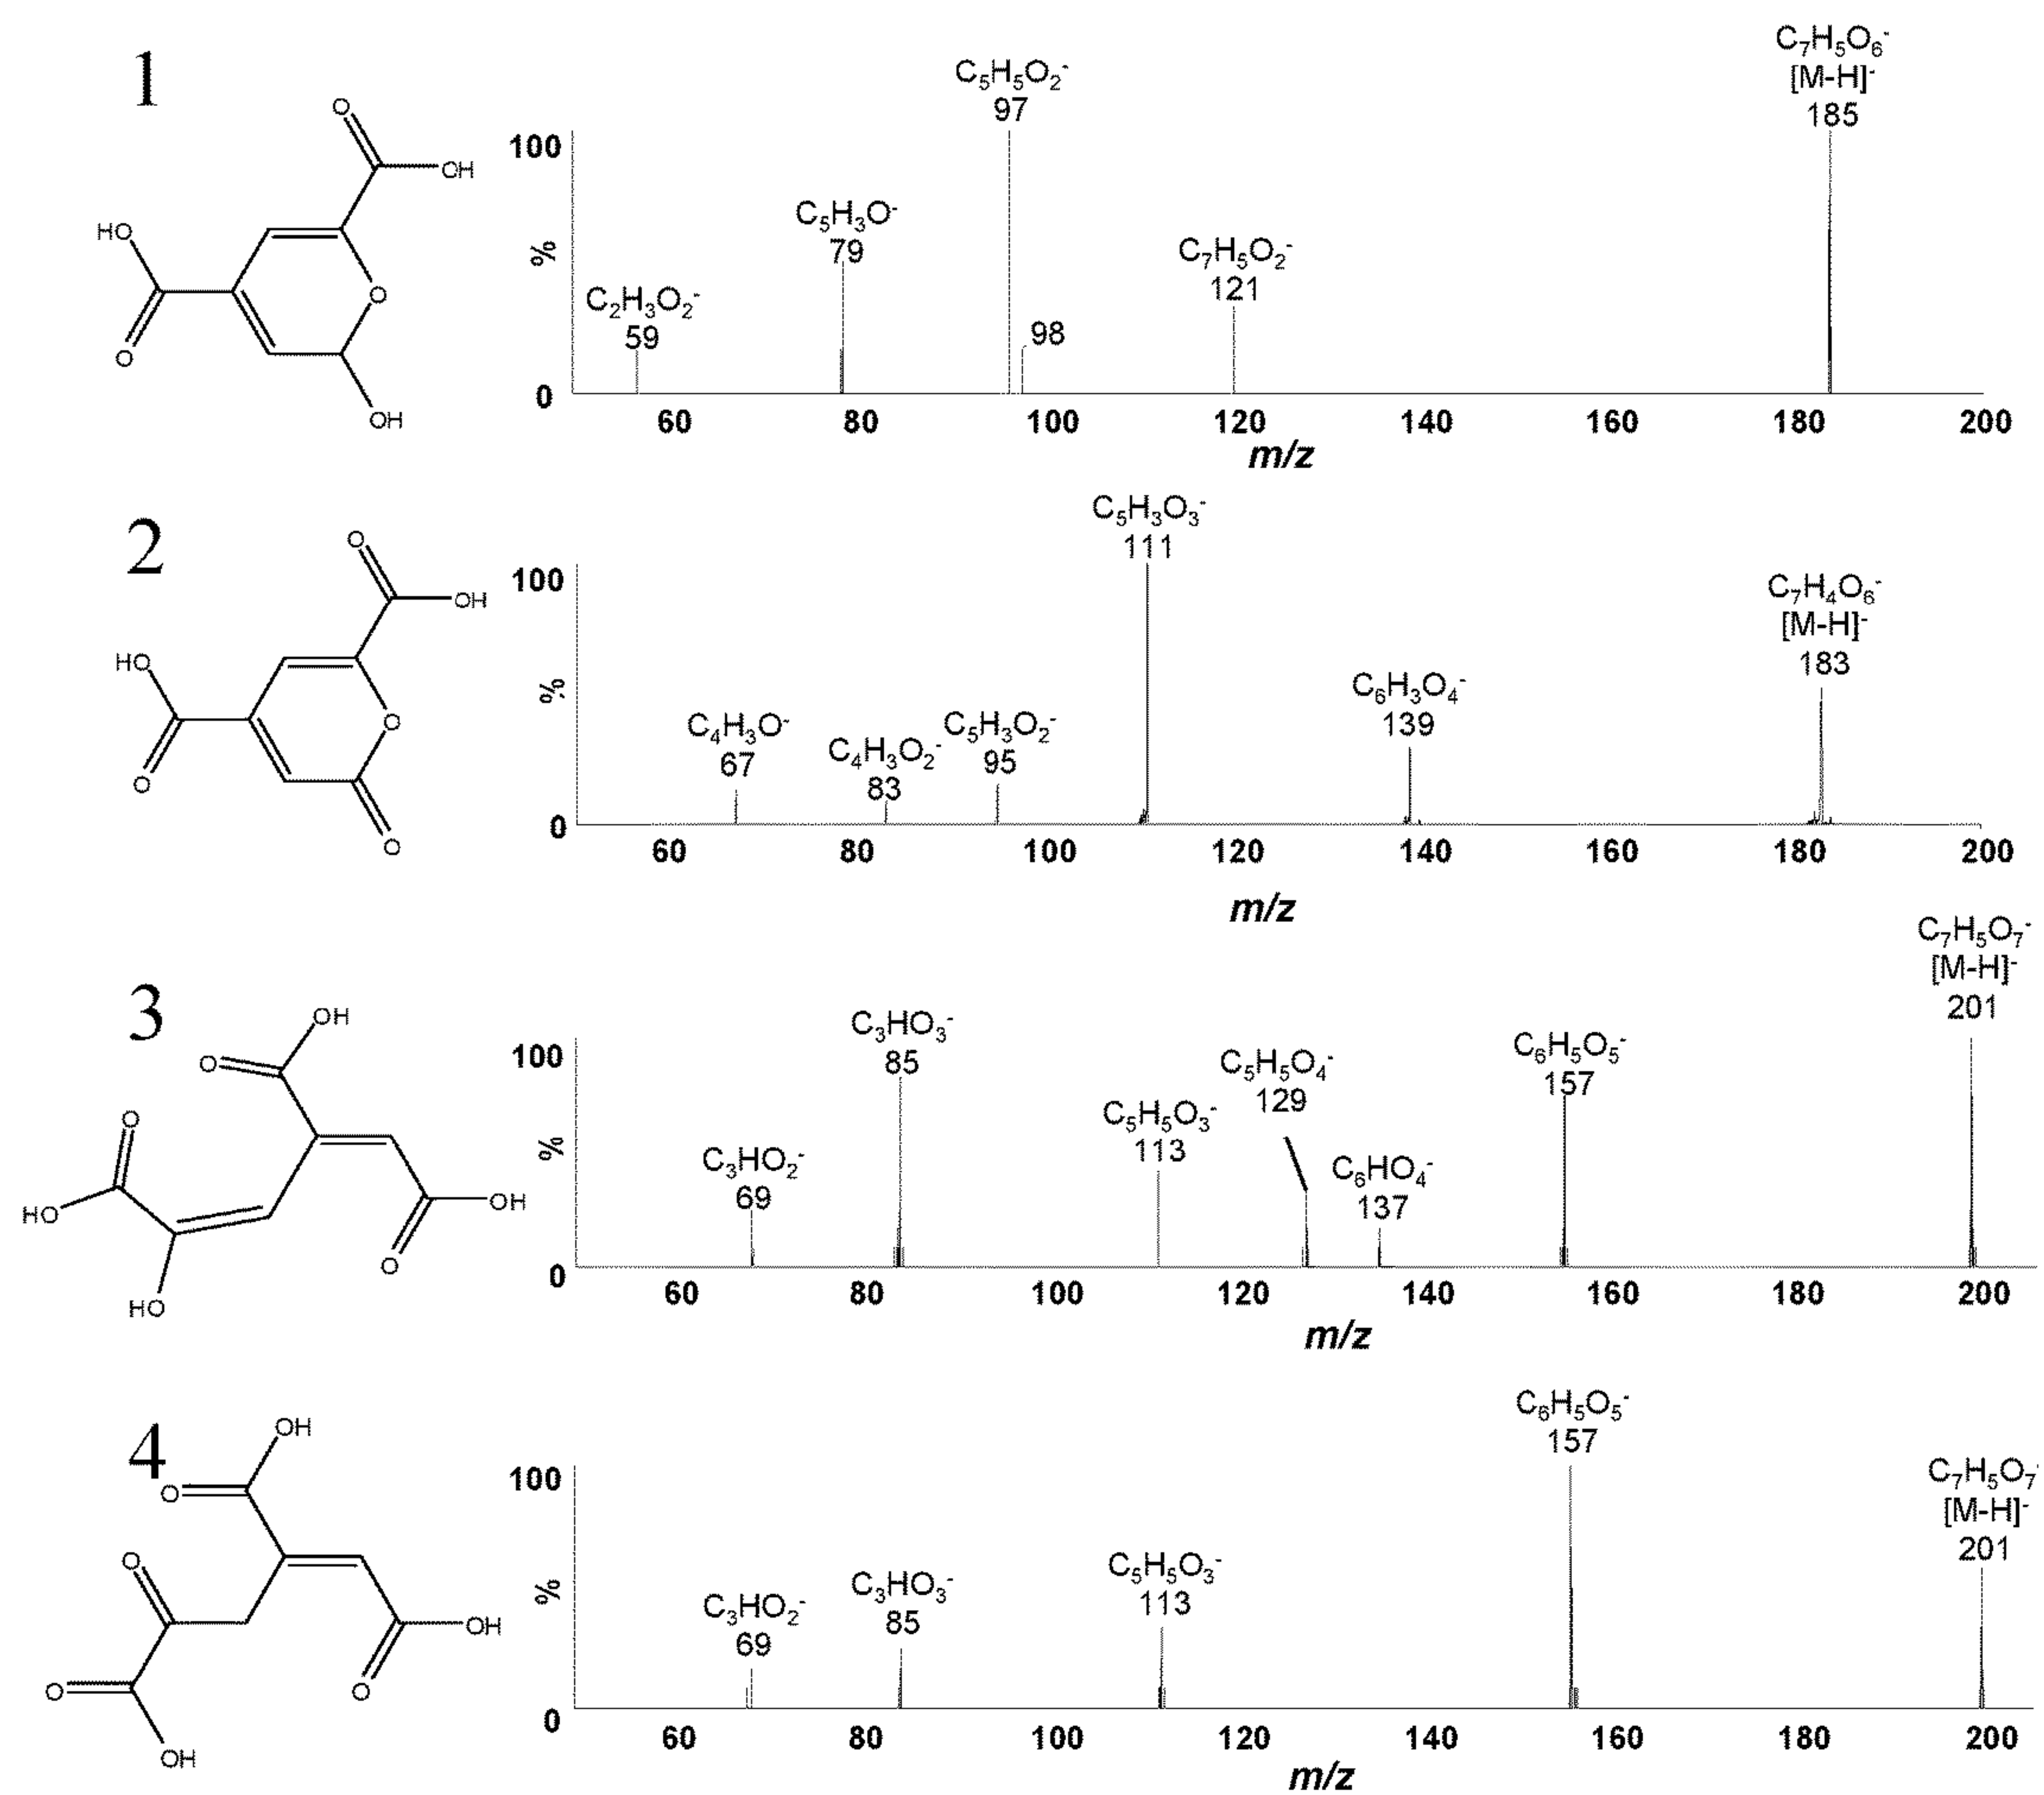 1
O
OH
HO
O
O
OH
C₇H₅O₆⁻
[M-H]⁻
185
C₅H₅O₂⁻
97
C₅H₃O⁻
79
C₇H₅O₂⁻
121
C₂H₃O₂⁻
59
98
100
%
0
60 80 100 120 140 160 180 200
m/z
2
O
OH
HO
O
O
O
C₅H₃O₃⁻
111
C₇H₄O₆⁻
[M-H]⁻
183
C₆H₃O₄⁻
139
C₄H₃O⁻
67
C₄H₃O₂⁻
83
C₅H₃O₂⁻
95
100
%
0
60 80 100 120 140 160 180 200
m/z
3
OH
O
O
HO
OH
O
HO
C₇H₅O₇⁻
[M-H]⁻
201
C₃HO₃⁻
85
C₆H₅O₅⁻
157
C₅H₅O₄⁻
129
C₅H₅O₃⁻
113
C₆HO₄⁻
137
C₃HO₂⁻
69
100
%
0
60 80 100 120 140 160 180 200
m/z
4
OH
O
O
OH
O
O
OH
C₆H₅O₅⁻
157
C₇H₅O₇⁻
[M-H]⁻
201
C₅H₅O₃⁻
113
C₃HO₃⁻
85
C₃HO₂⁻
69
100
%
0
60 80 100 120 140 160 180 200
m/z